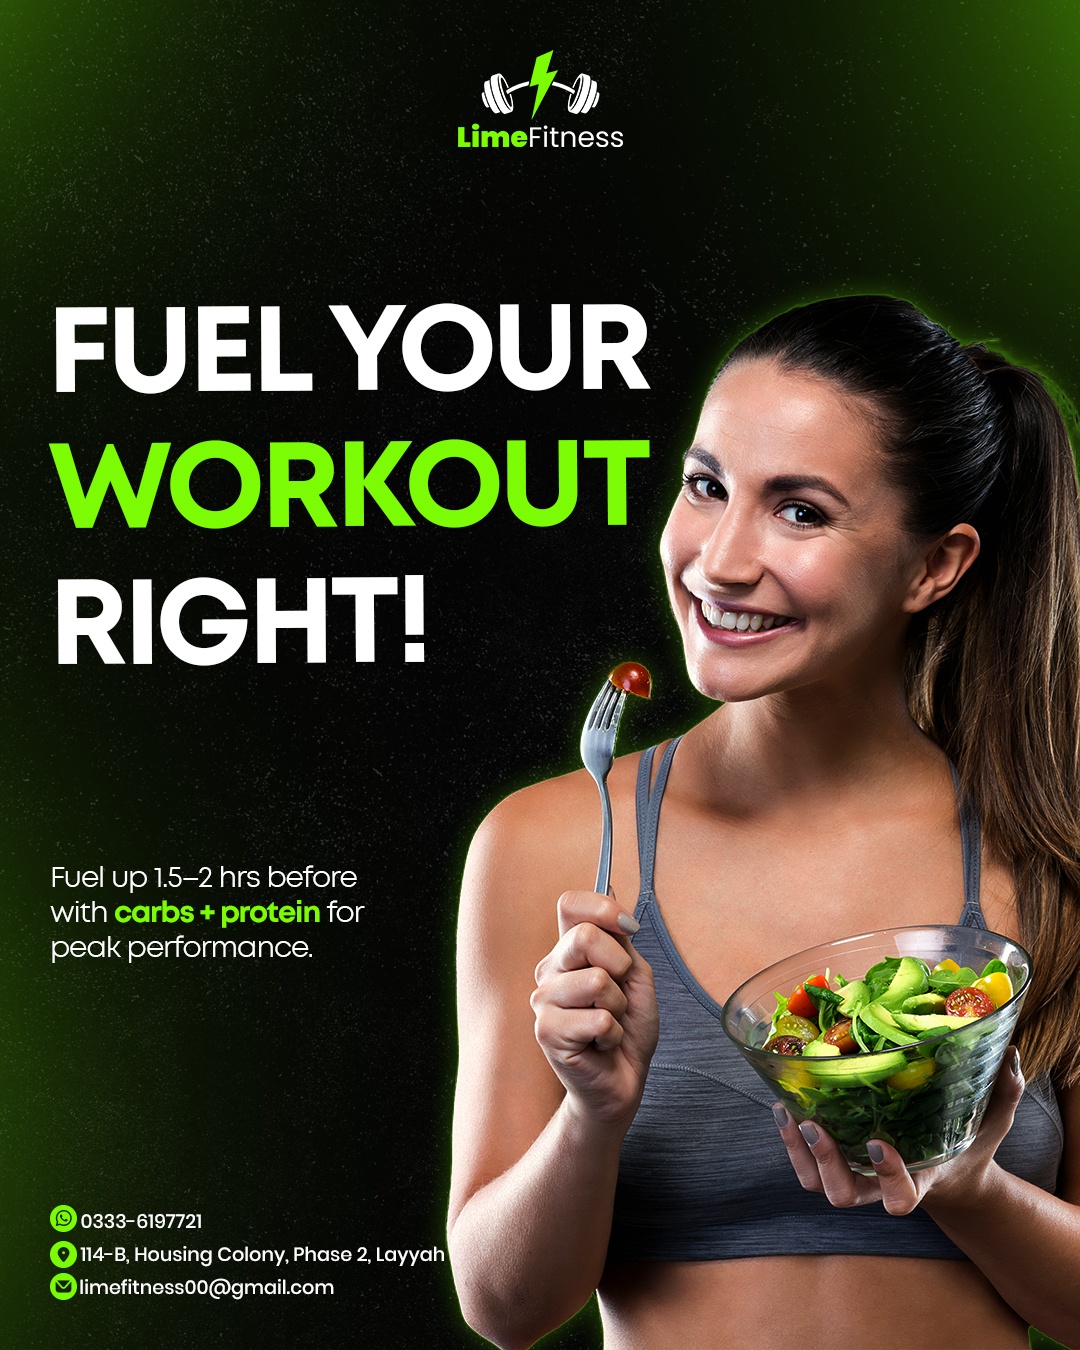 LimeFitness
FUEL YOUR
WORKOUT
RIGHT!
Fuel up 1.5–2 hrs before
with carbs + protein for
peak performance.
0333-6197721
114-B, Housing Colony, Phase 2, Layyah
limefitness00@gmail.com